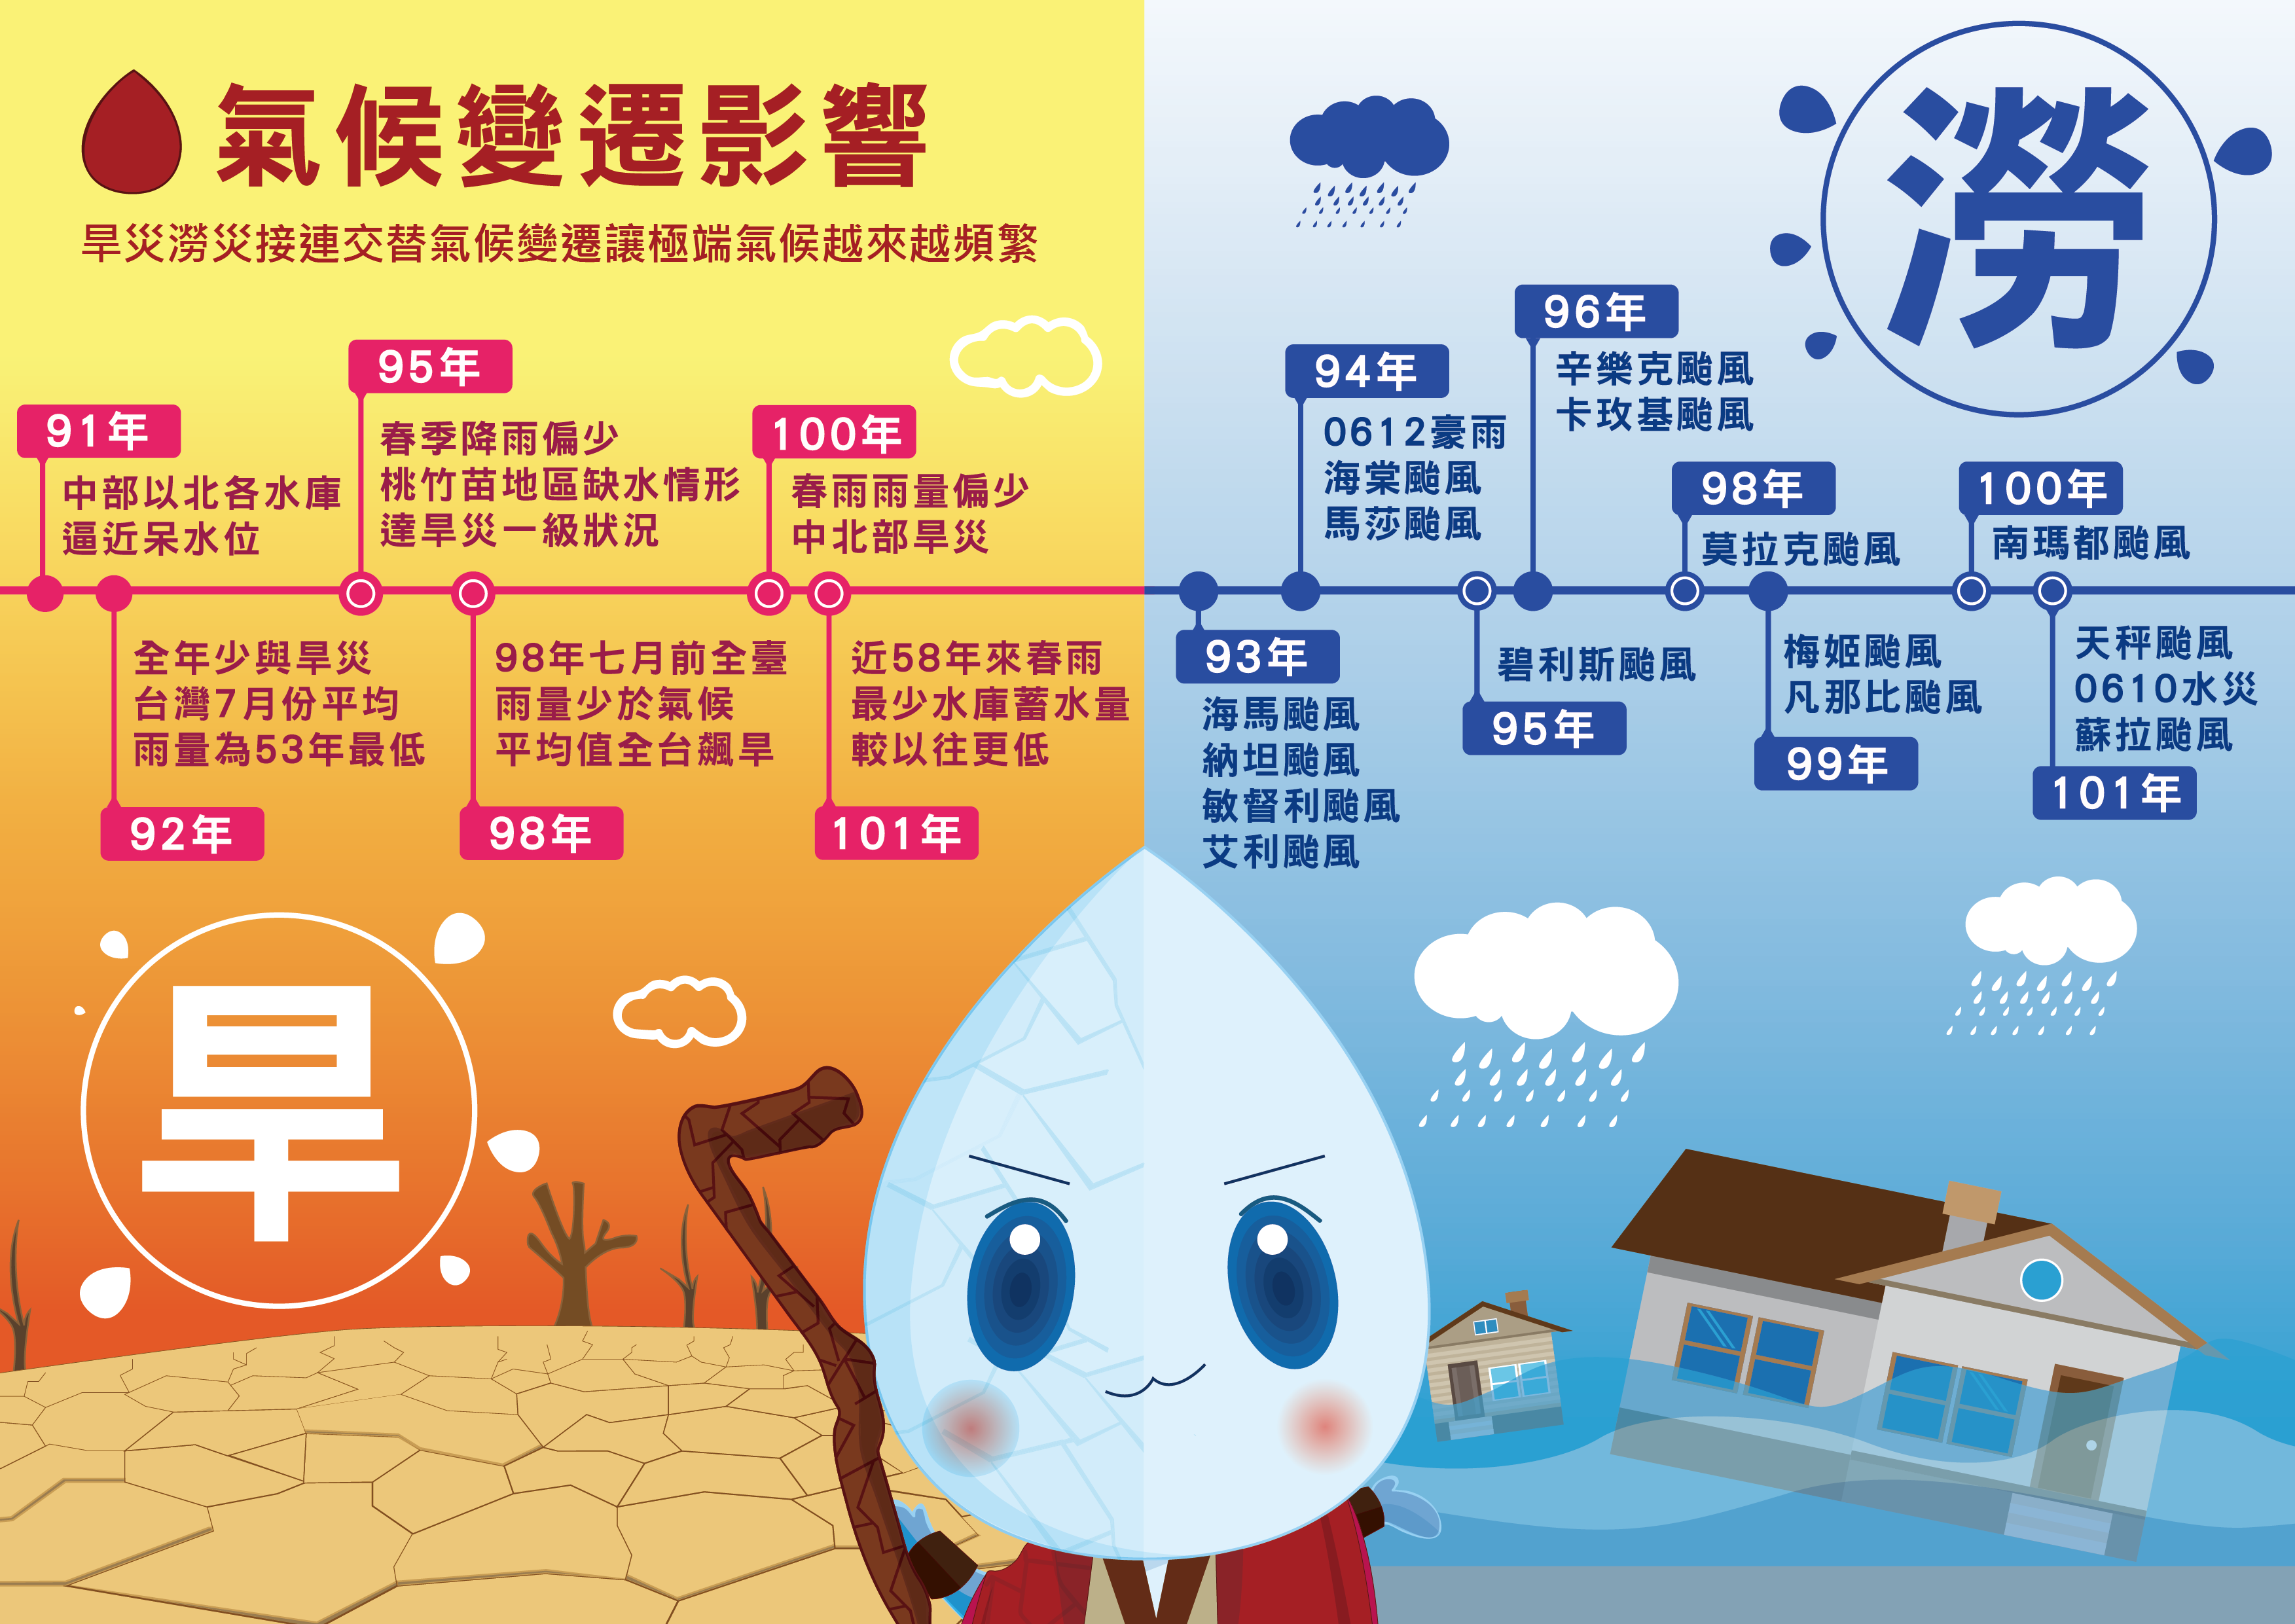 氣候變遷影響
旱災澇災接連交替氣候變遷讓極端氣候越來越頻繁
91年
中部以北各水庫
逼近呆水位
95年
春季降雨偏少
桃竹苗地區缺水情形
達旱災一級狀況
100年
春雨雨量偏少
中北部旱災
全年少與旱災
台灣7月份平均
雨量為53年最低
92年
98年七月前全臺
雨量少於氣候
平均值全台飆旱
98年
近58年來春雨
最少水庫蓄水量
較以往更低
101年
旱
澇
94年
0612豪雨
海棠颱風
馬莎颱風
96年
辛樂克颱風
卡玫基颱風
98年
莫拉克颱風
100年
南瑪都颱風
93年
海馬颱風
納坦颱風
敏督利颱風
艾利颱風
碧利斯颱風
95年
梅姬颱風
凡那比颱風
99年
天秤颱風
0610水災
蘇拉颱風
101年